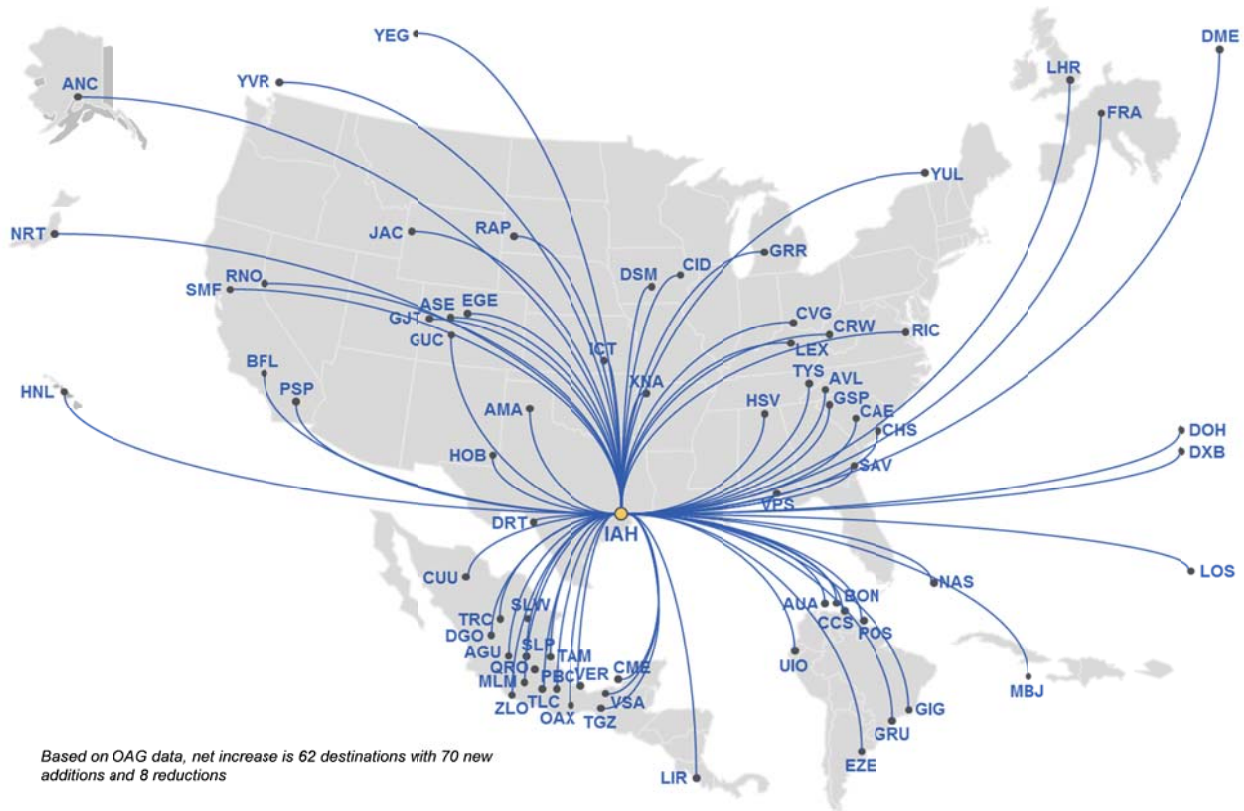 YEG
DME
ANC
YVR
LHR
FRA
YUL
NRT
JAC
RAP
GRR
DSM
CID
RNO
SMF
ASE
EGE
GJT
GUC
CVG
CRW
RIC
LEX
ICT
BFL
PSP
XNA
TYS
AVL
HNL
AMA
HSV
GSP
CAE
CHS
DOH
DXB
HOB
SAV
VPS
DRT
IAH
CUU
NAS
LOS
SLW
AUA
BON
TRC
CCS
POS
DGO
AGU
SLP
TAM
QRO
PBC
VER
CME
UIO
MLM
TLC
VSA
MBJ
ZLO
OAX
TGZ
GIG
GRU
EZE
LIR
Based on OAG data, net increase is 62 destinations with 70 new
additions and 8 reductions